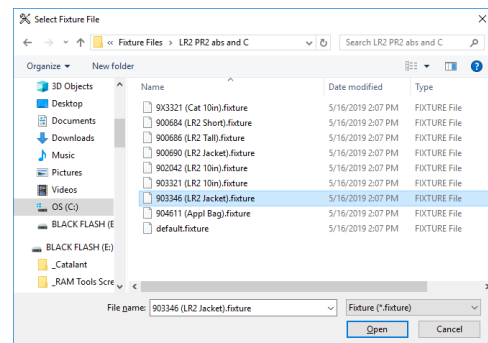 Select Fixture File
« Fixture Files > LR2 PR2 abs and C
Search LR2 PR2 abs and C
Organize New folder
3D Objects
Desktop
Documents
Downloads
Music
Pictures
Videos
OS (C:)
BLACK FLASH (E
BLACK FLASH (E:)
_Catalant
_RAM Tools Scre
Name Date modified Type
9X3321 (Cat 10in).fixture 5/16/2019 2:07 PM FIXTURE File
900684 (LR2 Short).fixture 5/16/2019 2:07 PM FIXTURE File
900686 (LR2 Tall).fixture 5/16/2019 2:07 PM FIXTURE File
900690 (LR2 Jacket).fixture 5/16/2019 2:07 PM FIXTURE File
902042 (LR2 10in).fixture 5/16/2019 2:07 PM FIXTURE File
903321 (LR2 10in).fixture 5/16/2019 2:07 PM FIXTURE File
903346 (LR2 Jacket).fixture 5/16/2019 2:07 PM FIXTURE File
904611 (Appl Bag).fixture 5/16/2019 2:07 PM FIXTURE File
default.fixture 5/16/2019 2:07 PM FIXTURE File
File name: 903346 (LR2 Jacket).fixture Fixture (*.fixture)
Open Cancel